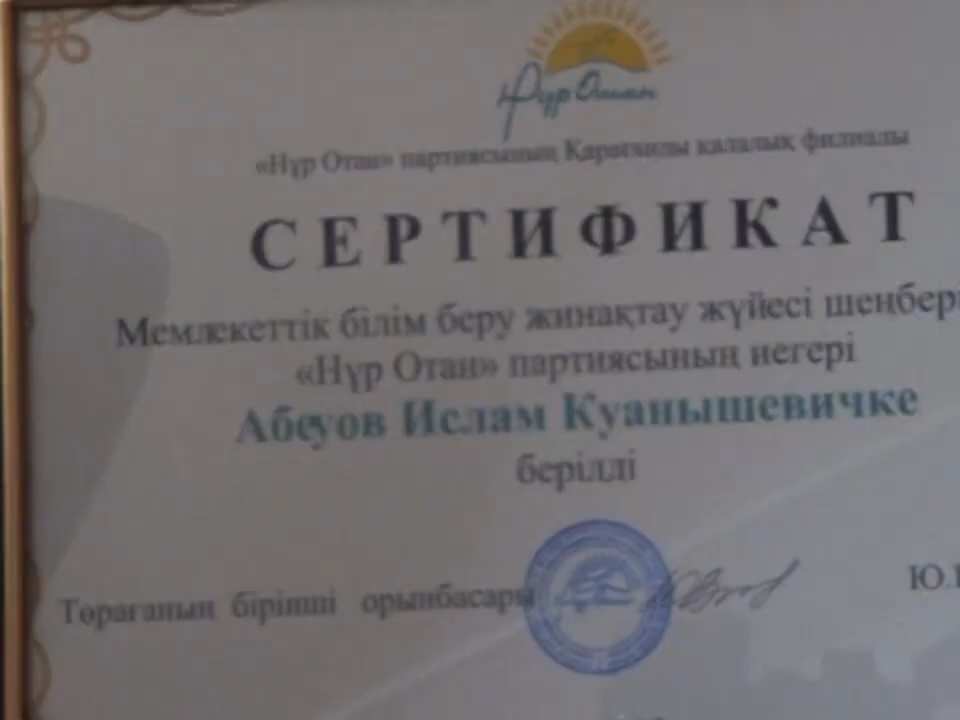 Нұр Отан
«Нұр Отан» партиясының Қарағанды қалалық филиалы
СЕРТИФИКАТ
Мемлекеттік білім беру жинақтау жүйесі шеңбер
«Нұр Отан» партиясының иегері
Абеуов Ислам Куанышевичке
берілді
Төрағаның бірінші орынбасары Ю.